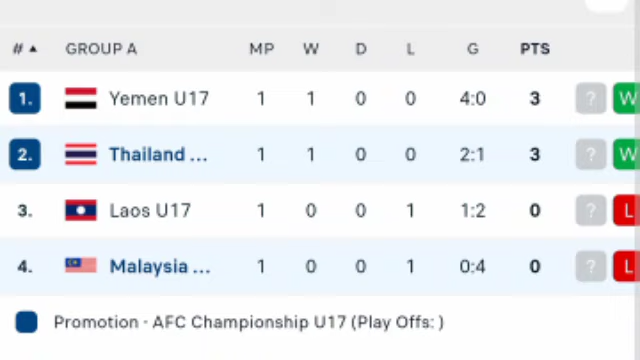 # ▲ GROUP A MP W D L G PTS
1. Yemen U17 1 1 0 0 4:0 3 ? W
2. Thailand ... 1 1 0 0 2:1 3 ? W
3. Laos U17 1 0 0 1 1:2 0 ? L
4. Malaysia ... 1 0 0 1 0:4 0 ? L
Promotion - AFC Championship U17 (Play Offs: )